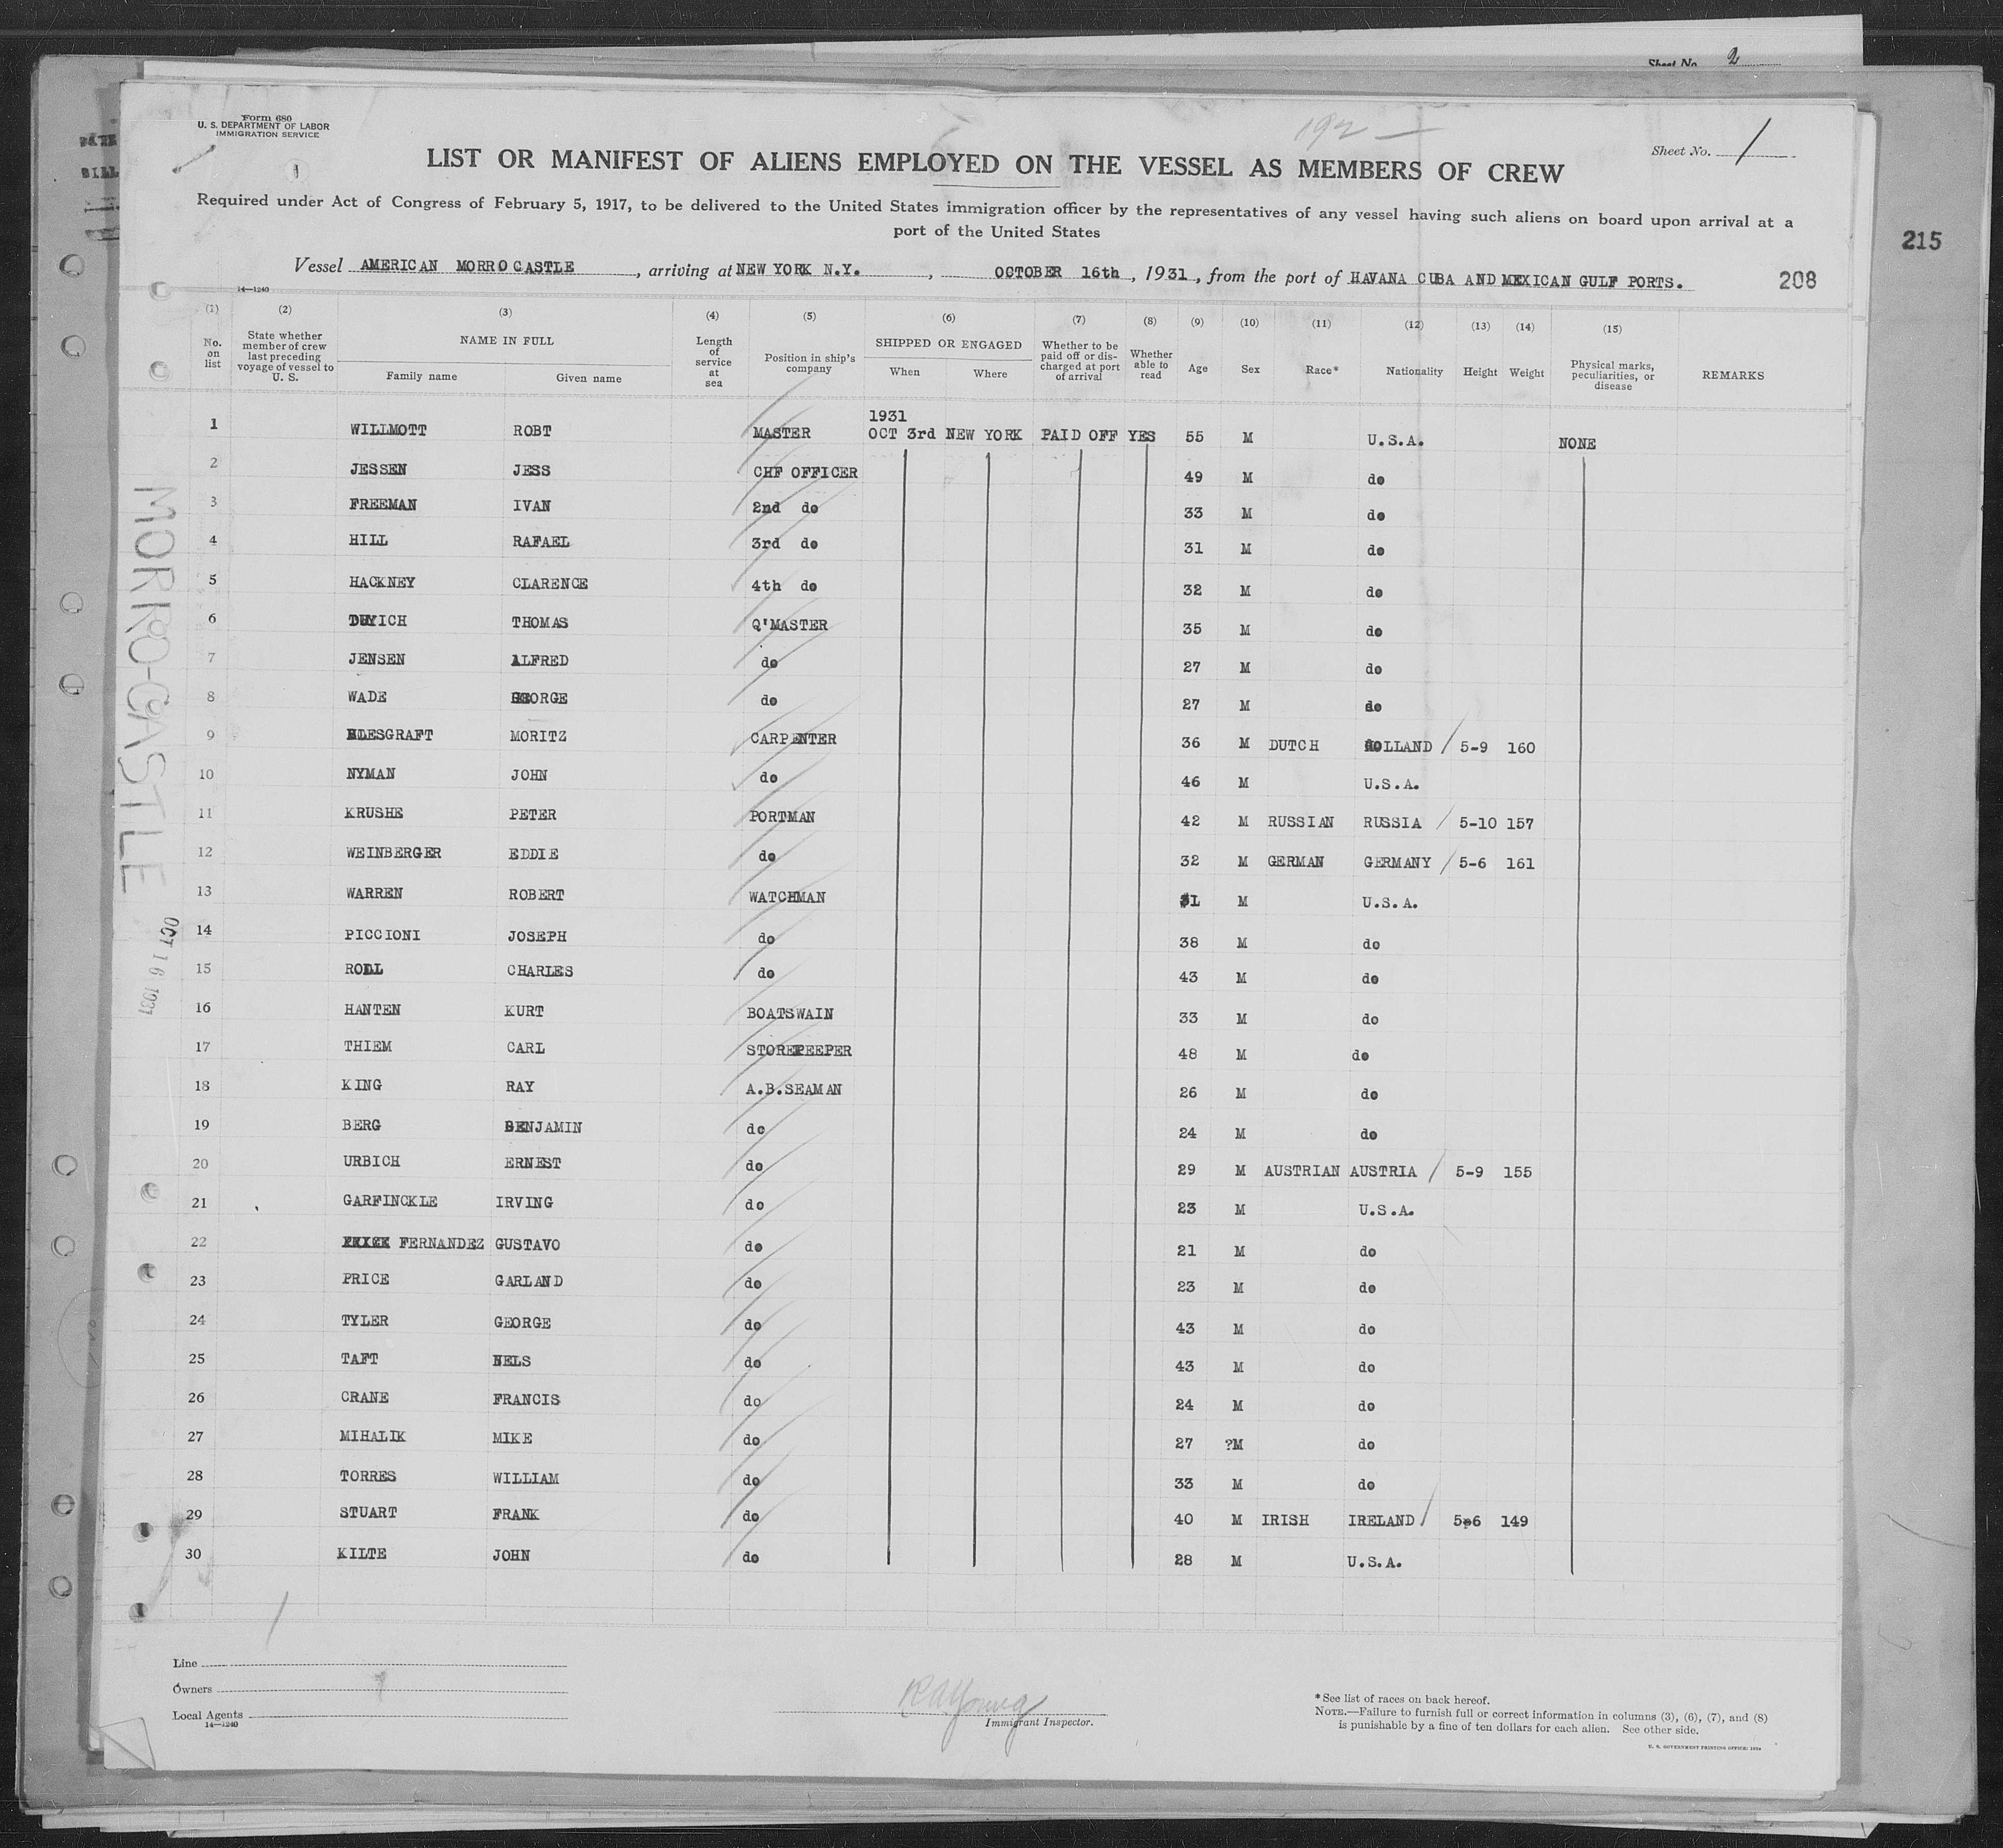 Sheet No. 2
215
Form 680
U. S. DEPARTMENT OF LABOR
IMMIGRATION SERVICE
192
Sheet No. 1
LIST OR MANIFEST OF ALIENS EMPLOYED ON THE VESSEL AS MEMBERS OF CREW
Required under Act of Congress of February 5, 1917, to be delivered to the United States immigration officer by the representatives of any vessel having such aliens on board upon arrival at a
port of the United States
Vessel AMERICAN MORRO CASTLE, arriving at NEW YORK N.Y., OCTOBER 16th, 1931, from the port of HAVANA CUBA AND MEXICAN GULF PORTS. 208
14—1240
(1) (2) (3) (4) (5) (6) (7) (8) (9) (10) (11) (12) (13) (14) (15)
No. on list State whether member of crew last preceding voyage of vessel to U. S. NAME IN FULL Family name Given name Length of service at sea Position in ship's company SHIPPED OR ENGAGED When Where Whether to be paid off or discharged at port of arrival Whether able to read Age Sex Race* Nationality Height Weight Physical marks, peculiarities, or disease REMARKS
1931
1 WILLMOTT ROBT MASTER OCT 3rd NEW YORK PAID OFF YES 55 M U.S.A. NONE
2 JESSEN JESS CHF OFFICER 49 M do
3 FREEMAN IVAN 2nd do 33 M do
4 HILL RAFAEL 3rd do 31 M do
5 HACKNEY CLARENCE 4th do 32 M do
6 THOMAS Q'MASTER 35 M do
7 JENSEN ALFRED do 27 M do
8 WADE GEORGE do 27 M do
9 MORITZ CARPENTER 36 M DUTCH HOLLAND / 5-9 160
10 NYMAN JOHN do 46 M U.S.A.
11 KRUSHE PETER PORTMAN 42 M RUSSIAN RUSSIA / 5-10 157
12 WEINBERGER EDDIE do 32 M GERMAN GERMANY / 5-6 161
13 WARREN ROBERT WATCHMAN M U.S.A.
14 PICCIONI JOSEPH do 38 M do
15 CHARLES do 43 M do
16 HANTEN KURT BOATSWAIN 33 M do
17 THIEM CARL STOREKEEPER 48 M do
18 KING RAY A.B.SEAMAN 26 M do
19 BERG BENJAMIN do 24 M do
20 URBICH ERNEST do 29 M AUSTRIAN AUSTRIA / 5-9 155
21 GARFINCKLE IRVING do 23 M U.S.A.
22 FERNANDEZ GUSTAVO do 21 M do
23 PRICE GARLAND do 23 M do
24 TYLER GEORGE do 43 M do
25 TAFT NELS do 43 M do
26 CRANE FRANCIS do 24 M do
27 MIHALIK MIKE do 27 ?M do
28 TORRES WILLIAM do 33 M do
29 STUART FRANK do 40 M IRISH IRELAND / 5-6 149
30 KILTE JOHN do 28 M U.S.A.
MORRO-CASTLE
OCT 16 1931
Line
Owners
Local Agents
14—1240
Immigrant Inspector.
*See list of races on back hereof.
NOTE.—Failure to furnish full or correct information in columns (3), (6), (7), and (8)
is punishable by a fine of ten dollars for each alien. See other side.